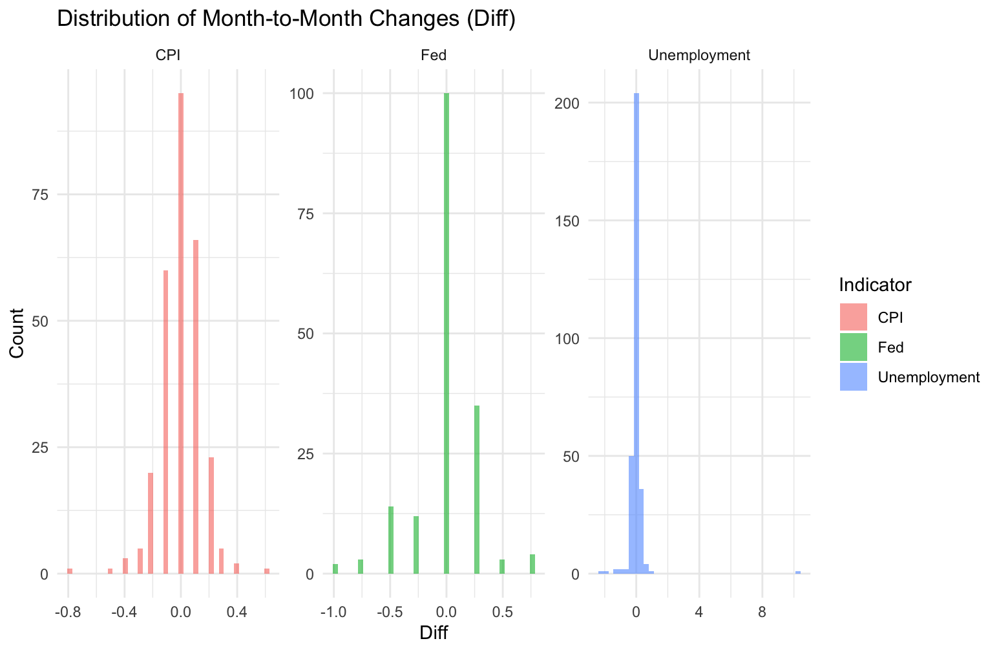 Distribution of Month-to-Month Changes (Diff)
CPI
Fed
Unemployment
Count
75
50
25
0
-0.8
-0.4
0.0
0.4
100
75
50
25
0
-1.0
-0.5
0.0
0.5
200
150
100
50
0
0
4
8
Diff
Indicator
CPI
Fed
Unemployment